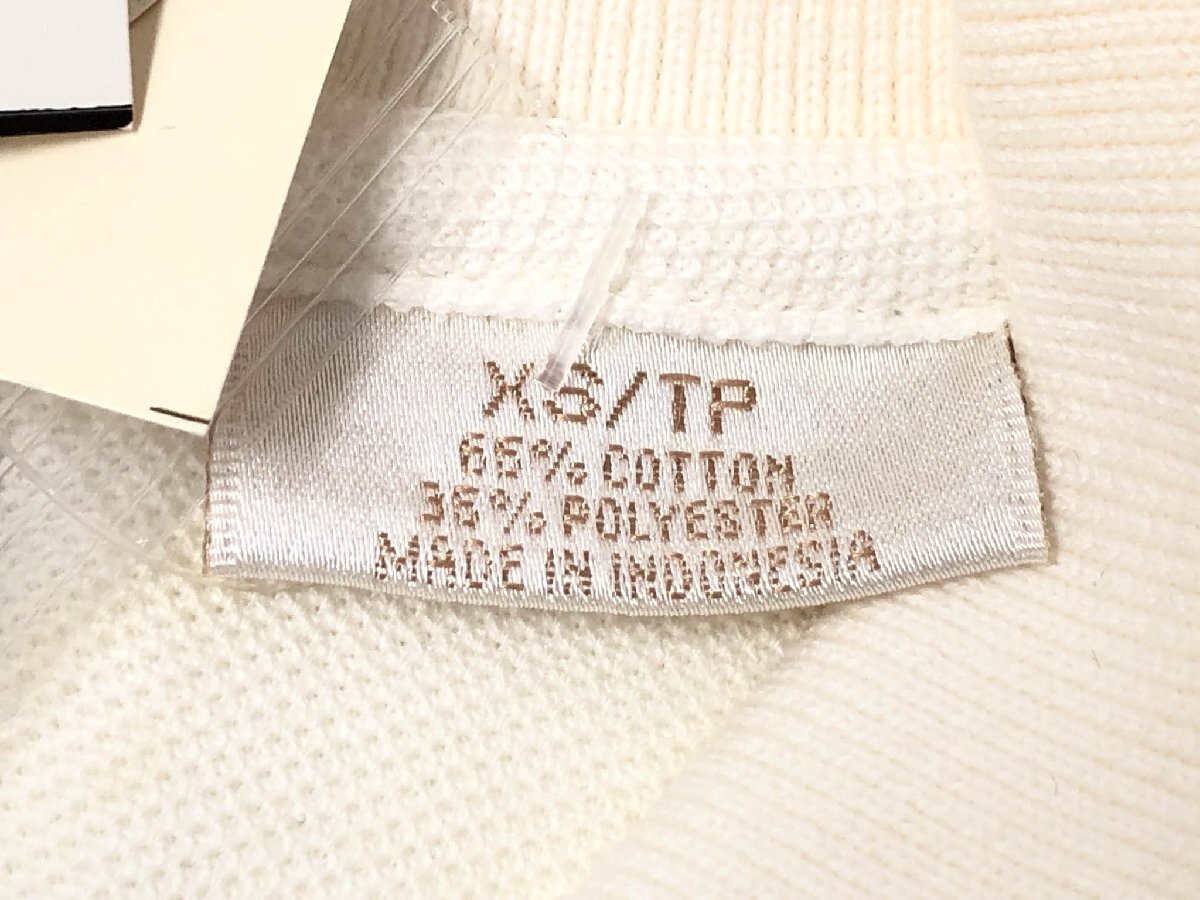 XS/TP
65% COTTON
35% POLYESTER
MADE IN INDONESIA